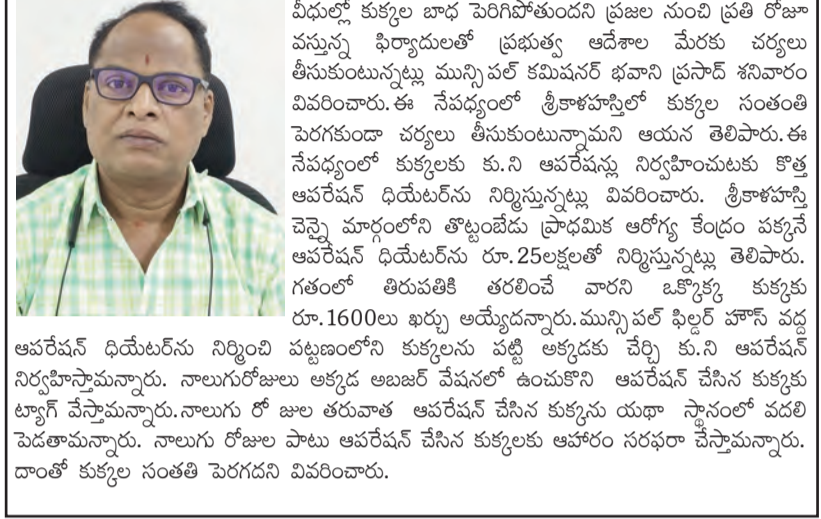 వీధుల్లో కుక్కల బాధ పెరిగిపోతుందని ప్రజల నుంచి ప్రతి రోజూ
వస్తున్న ఫిర్యాదులతో ప్రభుత్వ ఆదేశాల మేరకు చర్యలు
తీసుకుంటున్నట్లు మున్సిపల్ కమిషనర్ భవాని ప్రసాద్ శనివారం
వివరించారు.ఈ నేపధ్యంలో శ్రీకాళహస్తిలో కుక్కల సంతంతి
పెరగకుండా చర్యలు తీసుకుంటున్నామని ఆయన తెలిపారు.ఈ
నేపధ్యంలో కుక్కలకు కు.ని ఆపరేషన్లు నిర్వహించుటకు కొత్త
ఆపరేషన్ ధియేటర్‌ను నిర్మిస్తున్నట్లు వివరించారు. శ్రీకాళహస్తి
చెన్నై మార్గంలోని తొట్టంబేడు ప్రాధమిక ఆరోగ్య కేంద్రం పక్కనే
ఆపరేషన్ ధియేటర్‌ను రూ.25లక్షలతో నిర్మిస్తున్నట్లు తెలిపారు.
గతంలో తిరుపతికి తరలించే వారని ఒక్కొక్క కుక్కకు
రూ.1600లు ఖర్చు అయ్యేదన్నారు.మున్సిపల్ ఫిల్డర్ హౌస్ వద్ద
ఆపరేషన్ ధియేటర్‌ను నిర్మించి పట్టణంలోని కుక్కలను పట్టి అక్కడకు చేర్చి కు.ని ఆపరేషన్
నిర్వహిస్తామన్నారు. నాలుగురోజులు అక్కడ అబజర్ వేషనలో ఉంచుకొని ఆపరేషన్ చేసిన కుక్కకు
ట్యాగ్ వేస్తామన్నారు.నాలుగు రో జుల తరువాత ఆపరేషన్ చేసిన కుక్కను యథా స్థానంలో వదలి
పెడతామన్నారు. నాలుగు రోజుల పాటు ఆపరేషన్ చేసిన కుక్కలకు ఆహారం సరఫరా చేస్తామన్నారు.
దాంతో కుక్కల సంతతి పెరగదని వివరించారు.